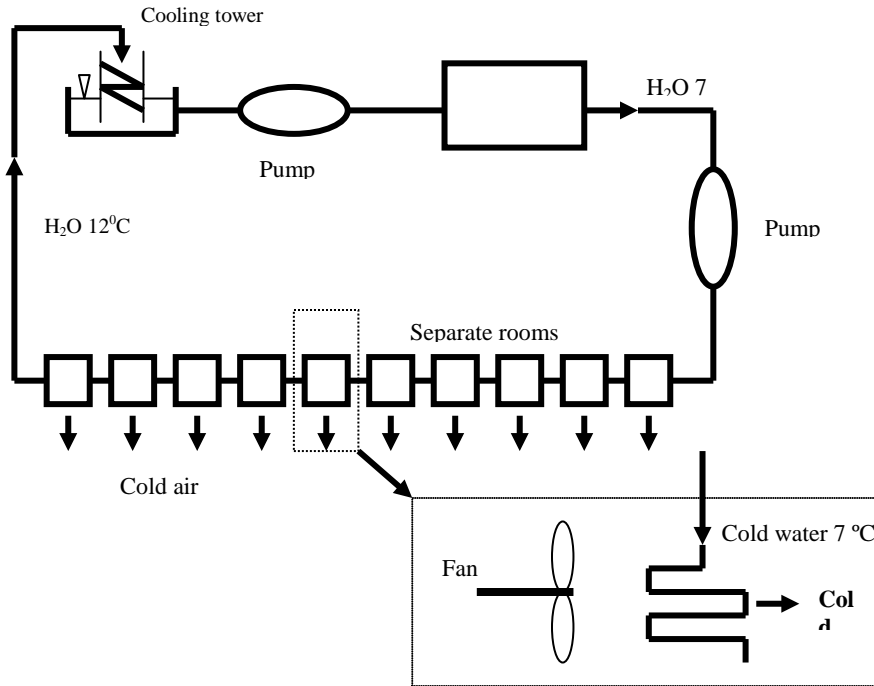 Cooling tower
H₂O 7
Pump
H₂O 12⁰C
Pump
Separate rooms
Cold air
Cold water 7 ºC
Fan
Col
d